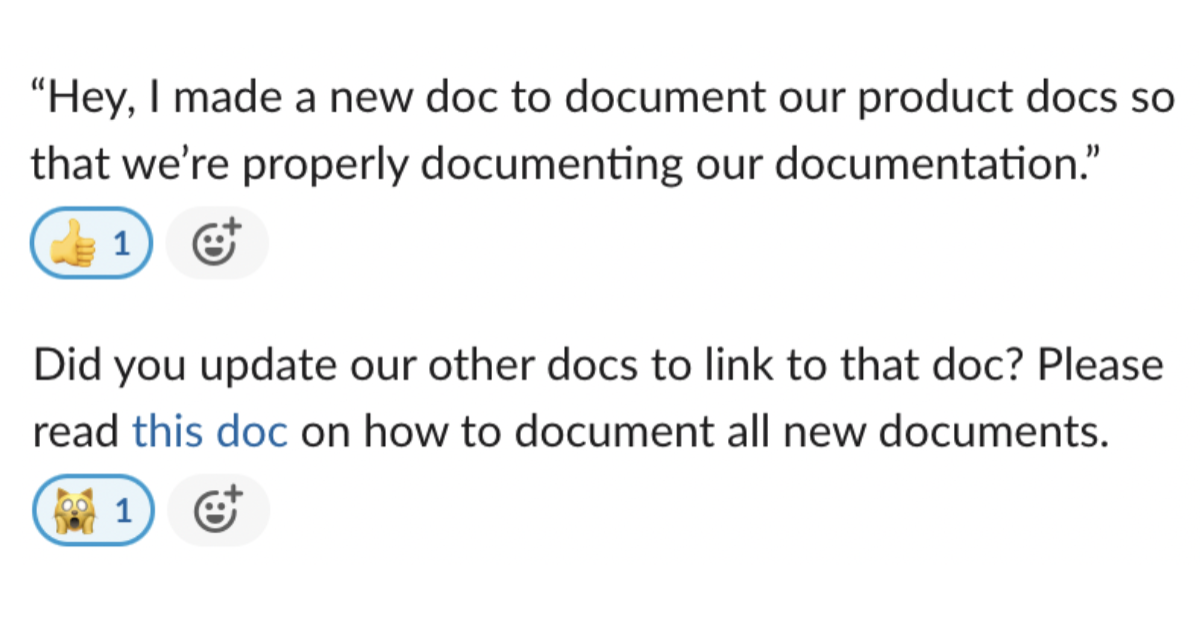 “Hey, I made a new doc to document our product docs so
that we’re properly documenting our documentation.”
1
Did you update our other docs to link to that doc? Please
read this doc on how to document all new documents.
1